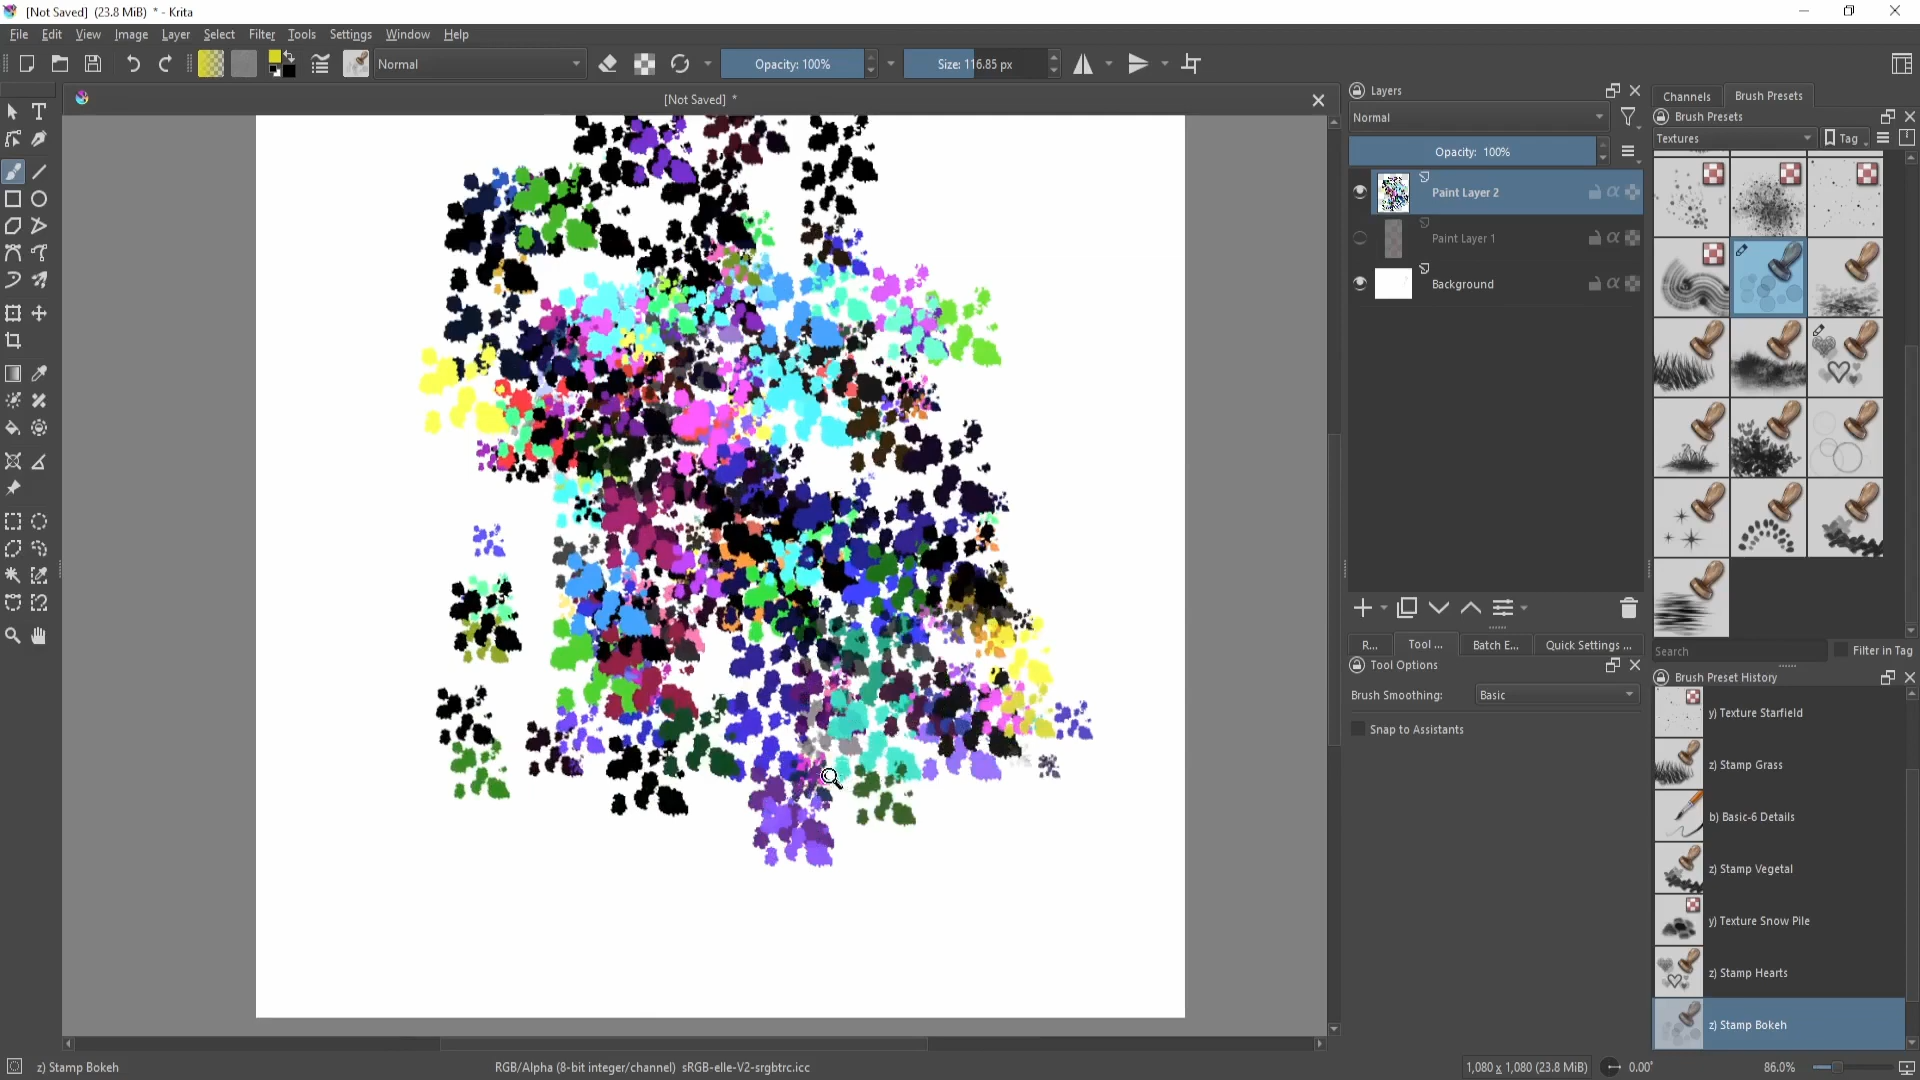 [Not Saved]  (23.8 MiB)  * - Krita
File Edit View Image Layer Select Filter Tools Settings Window Help
Normal
Opacity: 100%
Size: 116.85 px
[Not Saved]  *
Layers
Normal
Opacity:  100%
Paint Layer 2
Paint Layer 1
Background
R... Tool ... Batch E... Quick Settings ...
Tool Options
Brush Smoothing: Basic
Snap to Assistants
Channels Brush Presets
Brush Presets
Textures Tag
Search Filter in Tag
Brush Preset History
y) Texture Starfield
z) Stamp Grass
b) Basic-6 Details
z) Stamp Vegetal
y) Texture Snow Pile
z) Stamp Hearts
z) Stamp Bokeh
z) Stamp Bokeh
RGB/Alpha (8-bit integer/channel)  sRGB-elle-V2-srgbtrc.icc
1,080 x 1,080 (23.8 MiB)
0.00°
86.0%